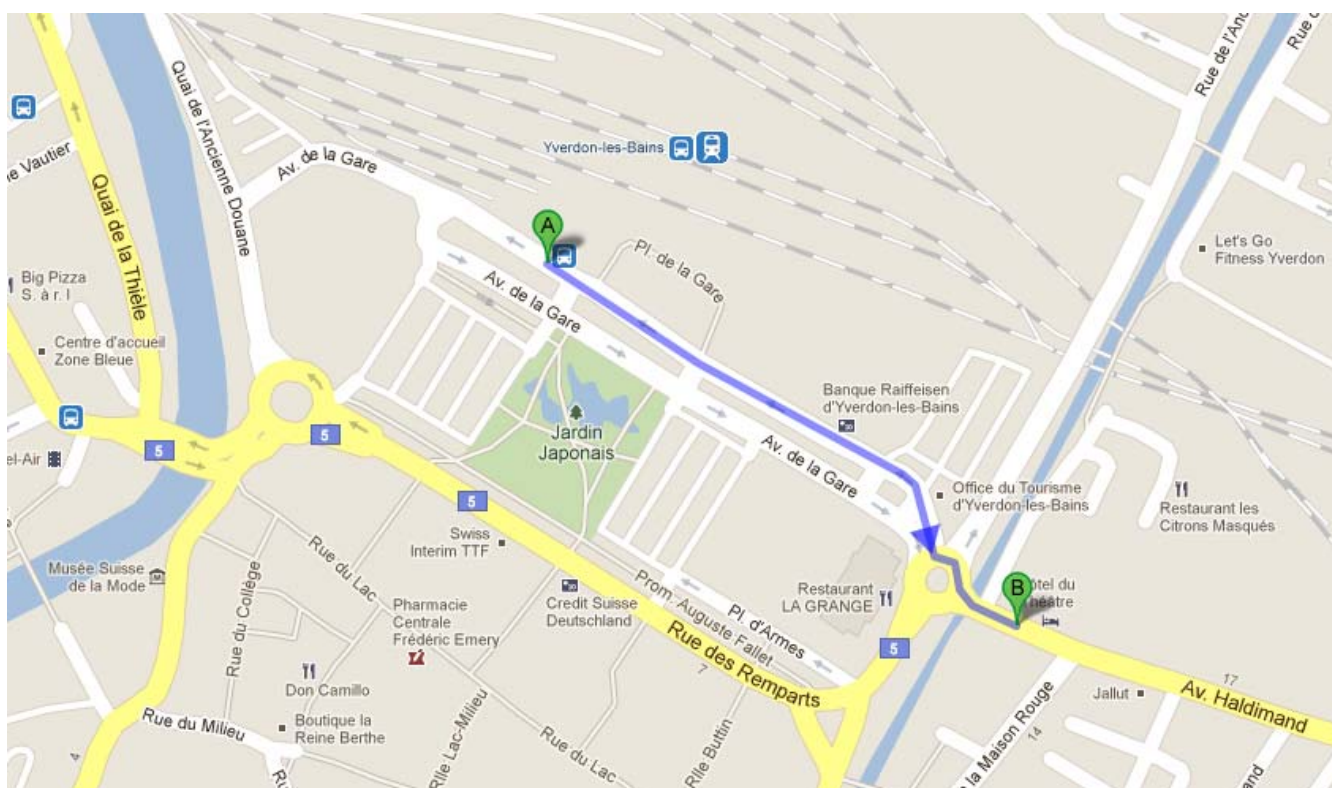 Quai de l'Ancienne Douane
Rue de l'An
Rue d
Vautier
Av. de la Gare
Yverdon-les-Bains
Quai de la Thièle
A
Pl. de la Gare
Let's Go
Fitness Yverdon
Big Pizza
S. à r. l
Av. de la Gare
Centre d'accueil
Zone Bleue
Banque Raiffeisen
d'Yverdon-les-Bains
Jardin
Japonais
5
5
el-Air
Av. de la Gare
Office du Tourisme
d'Yverdon-les-Bains
5
Restaurant les
Citrons Masqués
Swiss
Interim TTF
Rue du Lac
Musée Suisse
de la Mode
Rue du Collège
Pharmacie
Centrale
Frédéric Emery
Credit Suisse
Deutschland
Prom. Auguste Fallet
Pl. d'Armes
Restaurant
LA GRANGE
B
ôtel du
héâtre
5
Rue des Remparts
7
Don Camillo
17
Jallut
Av. Haldimand
Rue du Milieu
Boutique la
Reine Berthe
Rlle Lac-Milieu
Rue du Lac
Rlle Buttin
la Maison Rouge
14
4
Ru
and